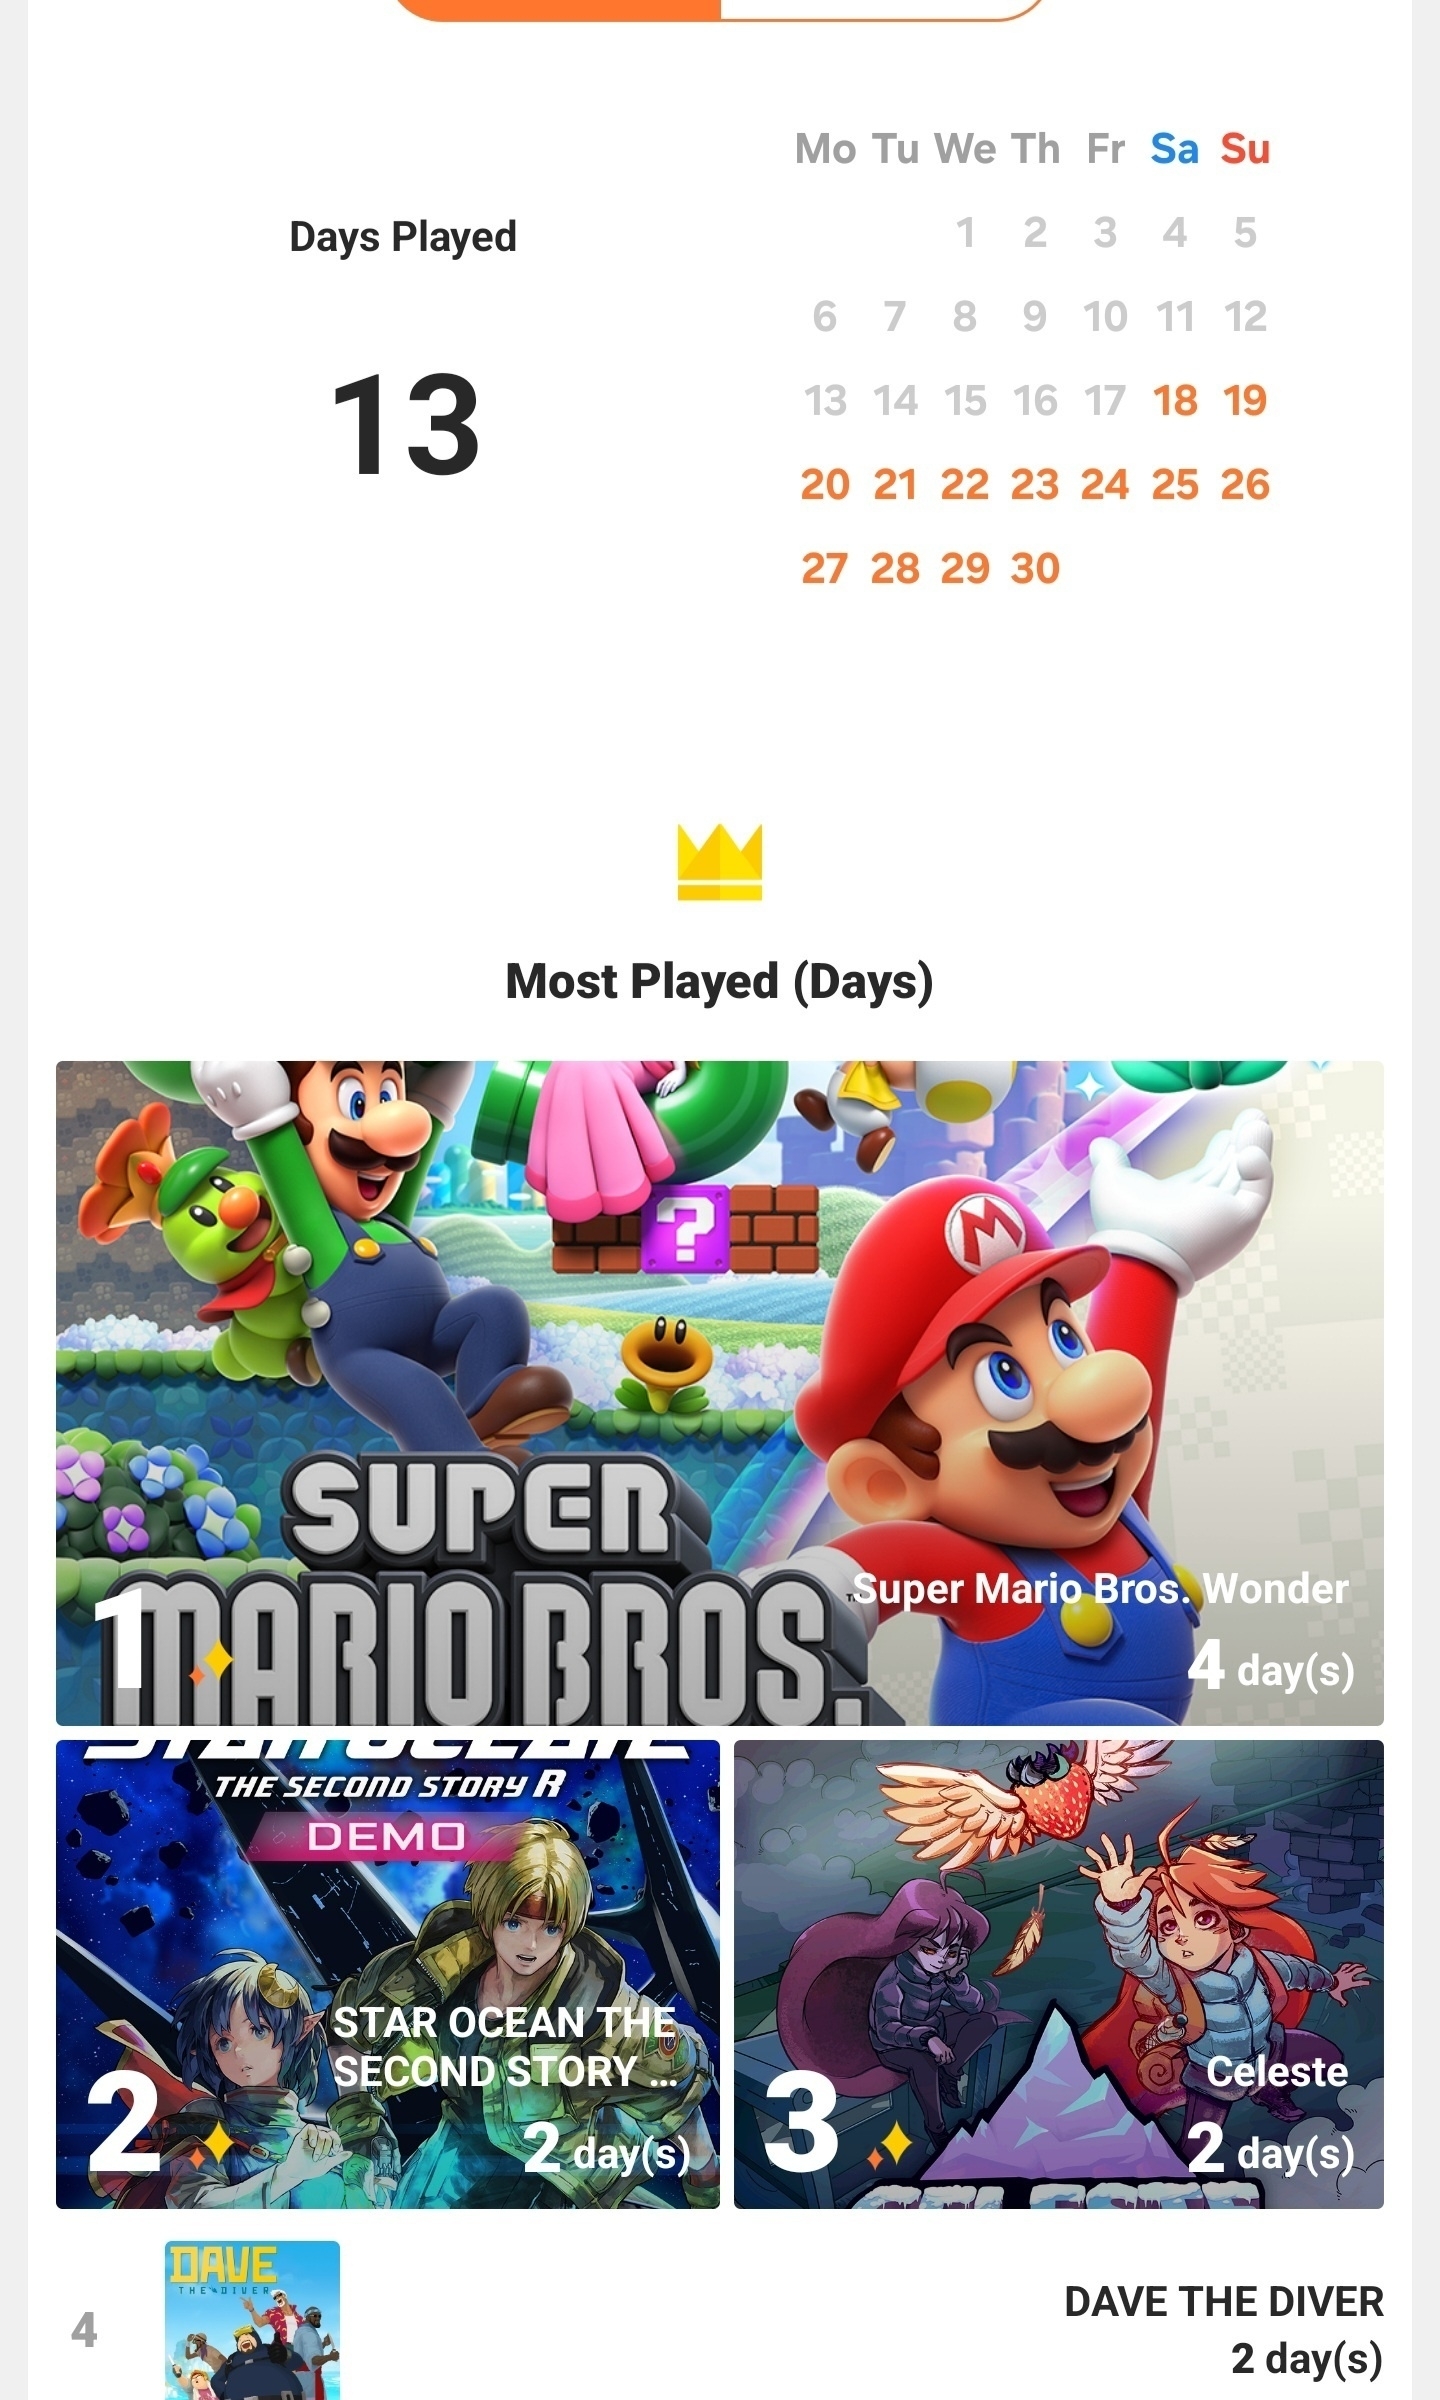 Mo Tu We Th Fr Sa Su
Days Played
1 2 3 4 5
6 7 8 9 10 11 12
13
13 14 15 16 17 18 19
20 21 22 23 24 25 26
27 28 29 30
Most Played (Days)
M
?
SUPER
MARIO BROS.
™
Super Mario Bros. Wonder
1
4 day(s)
STAR OCEAN
THE SECOND STORY R
DEMO
STAR OCEAN THE
SECOND STORY ...
2
2 day(s)
Celeste
3
2 day(s)
CELESTE
DAVE
THE DIVER
4
DAVE THE DIVER
2 day(s)